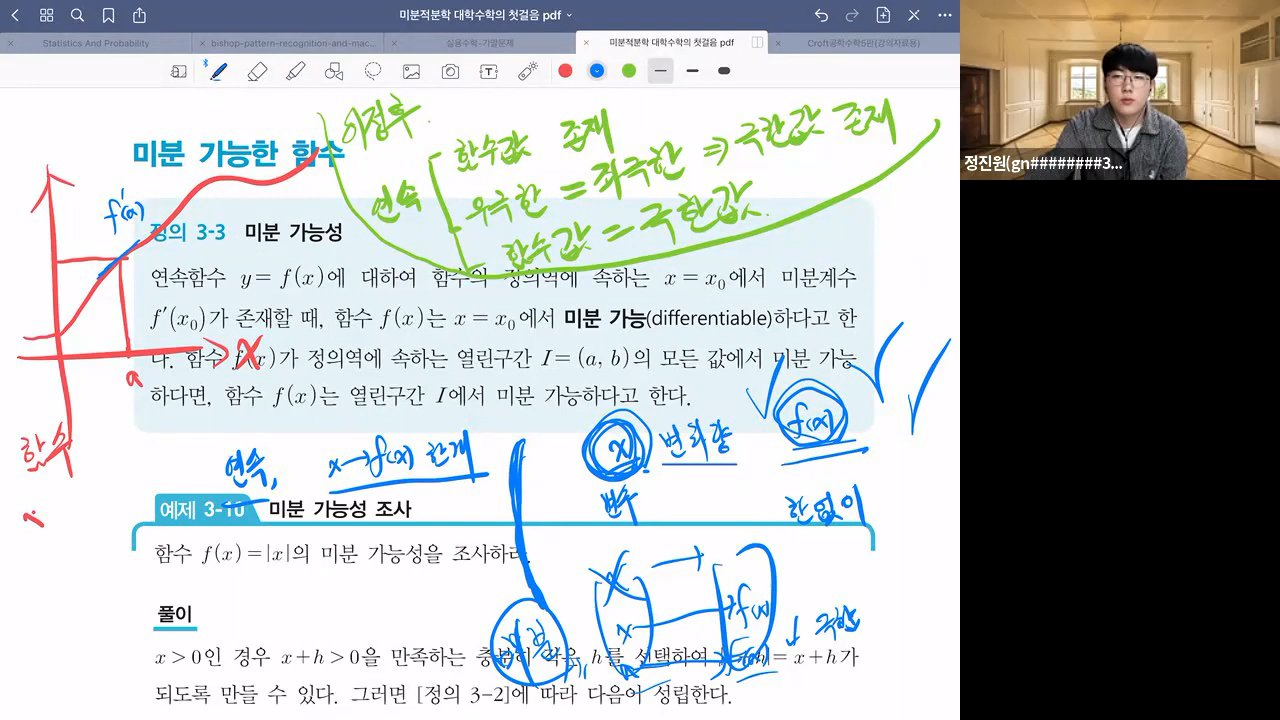 미분적분학 대학수학의 첫걸음 pdf
Statistics And Probability
bishop-pattern-recognition-and-mac...
실용수학-기말문제
미분적분학 대학수학의 첫걸음 pdf
Croft공학수학5판(강의자료용)
정진원(gn########3...
미분 가능한 함수
이정후.
함수값 존재
연속
우극한 = 좌극한 ⇒ 극한값 존재
함수값 = 극한값.
f'(a)
정의 3-3 미분 가능성
연속함수 y = f(x)에 대하여 함수의 정의역에 속하는 x = x₀에서 미분계수
f′(x₀)가 존재할 때, 함수 f(x)는 x = x₀에서 미분 가능(differentiable)하다고 한
다. 함수 f(x)가 정의역에 속하는 열린구간 I = (a, b)의 모든 값에서 미분 가능
하다면, 함수 f(x)는 열린구간 I에서 미분 가능하다고 한다.
x
a
함수
연속,
x→f(x) 한계
x 변화량
f(x)
변수
한없이
예제 3-10 미분 가능성 조사
함수 f(x) = |x|의 미분 가능성을 조사하라.
x
f(x)
극한
풀이
x > 0인 경우 x + h > 0을 만족하는 충분히 작은 h를 선택하여 = x + h가
되도록 만들 수 있다. 그러면 [정의 3-2]에 따라 다음이 성립한다.